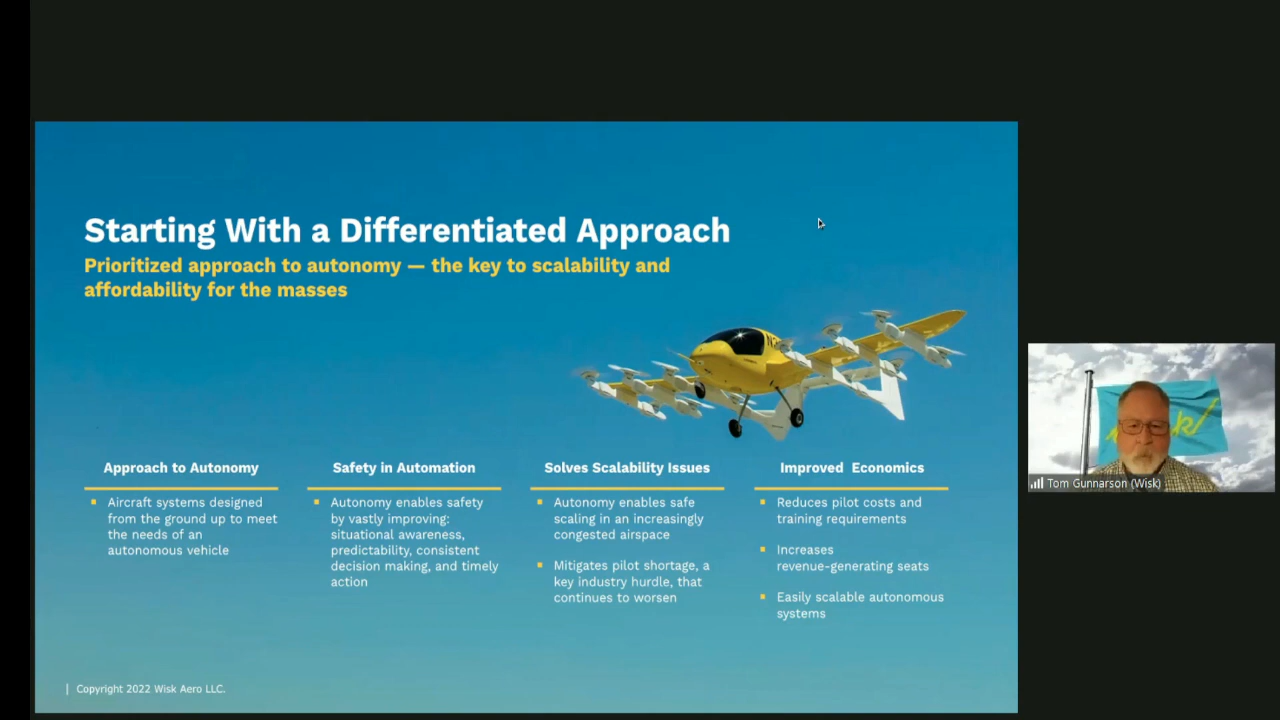 Starting With a Differentiated Approach
Prioritized approach to autonomy — the key to scalability and
affordability for the masses
Approach to Autonomy
▪ Aircraft systems designed
from the ground up to meet
the needs of an
autonomous vehicle
Safety in Automation
▪ Autonomy enables safety
by vastly improving:
situational awareness,
predictability, consistent
decision making, and timely
action
Solves Scalability Issues
▪ Autonomy enables safe
scaling in an increasingly
congested airspace
▪ Mitigates pilot shortage, a
key industry hurdle, that
continues to worsen
Improved  Economics
▪ Reduces pilot costs and
training requirements
▪ Increases
revenue-generating seats
▪ Easily scalable autonomous
systems
| Copyright 2022 Wisk Aero LLC.
Tom Gunnarson (Wisk)